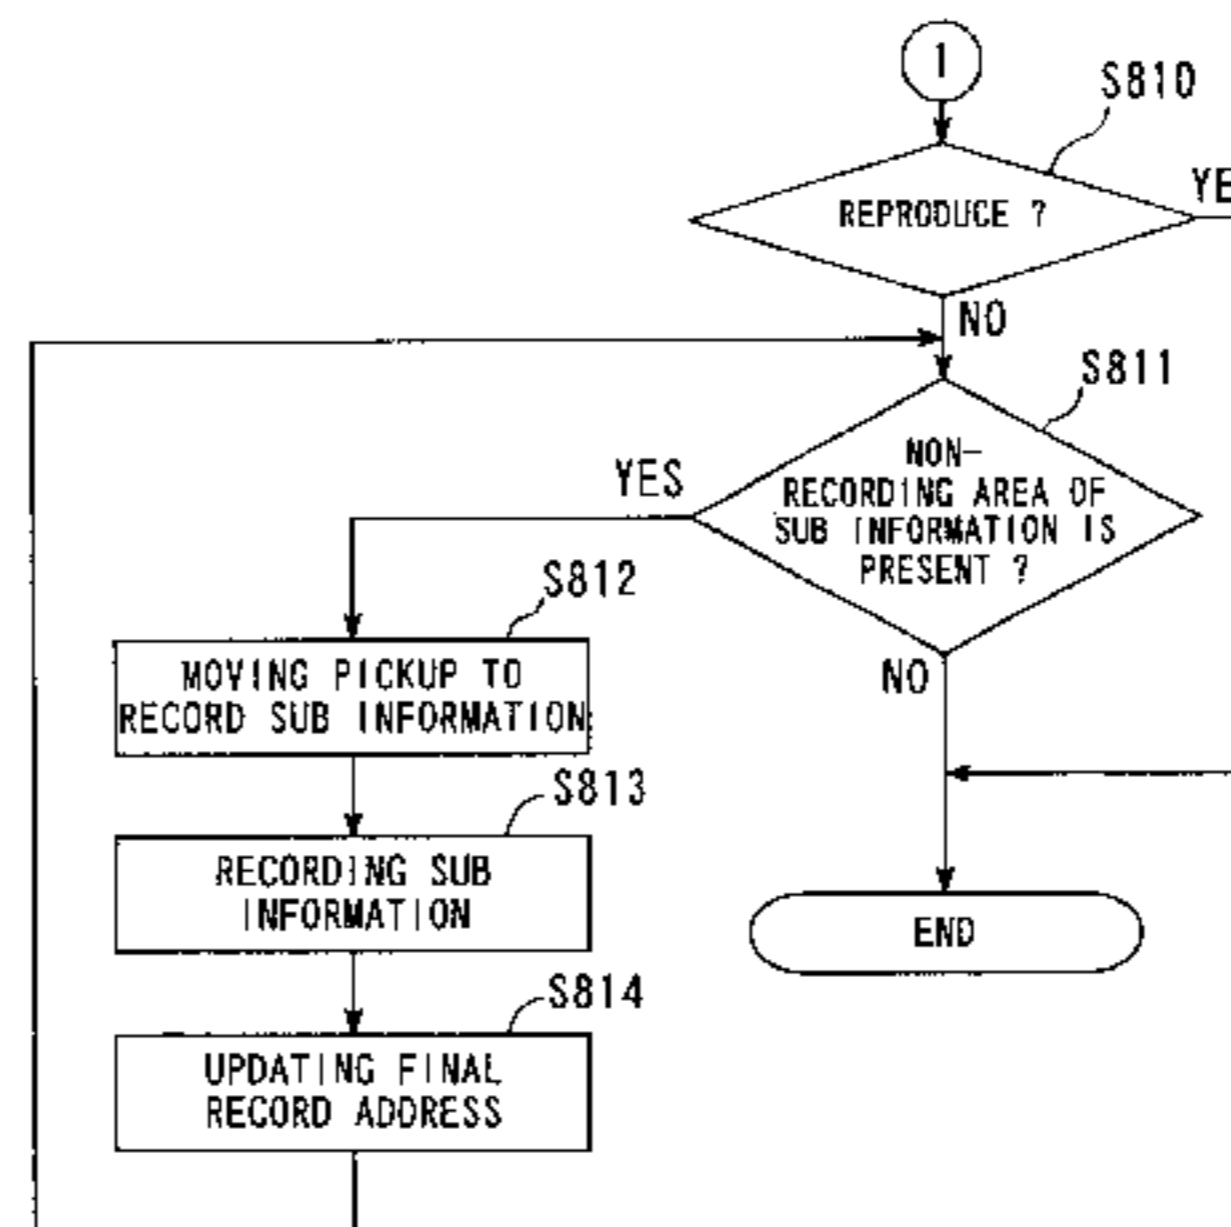 1
S810
REPRODUCE ?
YE
NO
S811
NON-
RECORDING AREA OF
SUB INFORMATION IS
PRESENT ?
YES
NO
S812
MOVING PICKUP TO
RECORD SUB INFORMATION
S813
RECORDING SUB
INFORMATION
END
S814
UPDATING FINAL
RECORD ADDRESS